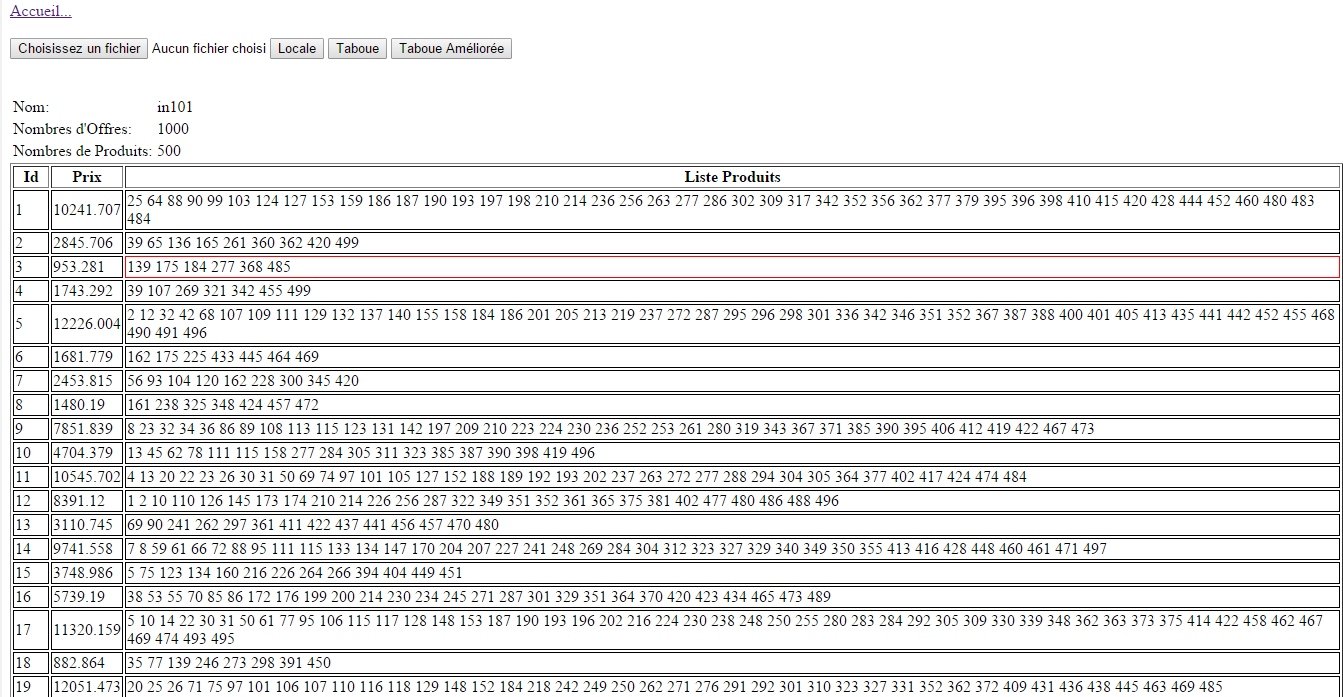 Accueil...
Choisissez un fichier Aucun fichier choisi Locale Taboue Taboue Améliorée
Nom: in101
Nombres d'Offres: 1000
Nombres de Produits: 500
Id Prix Liste Produits
1 10241.707 25 64 88 90 99 103 124 127 153 159 186 187 190 193 197 198 210 214 236 256 263 277 286 302 309 317 342 352 356 362 377 379 395 396 398 410 415 420 428 444 452 460 480 483
484
2 2845.706 39 65 136 165 261 360 362 420 499
3 953.281 139 175 184 277 368 485
4 1743.292 39 107 269 321 342 455 499
5 12226.004 2 12 32 42 68 107 109 111 129 132 137 140 155 158 184 186 201 205 213 219 237 272 287 295 296 298 301 336 342 346 351 352 367 387 388 400 401 405 413 435 441 442 452 455 468
490 491 496
6 1681.779 162 175 225 433 445 464 469
7 2453.815 56 93 104 120 162 228 300 345 420
8 1480.19 161 238 325 348 424 457 472
9 7851.839 8 23 32 34 36 86 89 108 113 115 123 131 142 197 209 210 223 224 230 236 252 253 261 280 319 343 367 371 385 390 395 406 412 419 422 467 473
10 4704.379 13 45 62 78 111 115 158 277 284 305 311 323 385 387 390 398 419 496
11 10545.702 4 13 20 22 23 26 30 31 50 69 74 97 101 105 127 152 188 189 192 193 202 237 263 272 277 288 294 304 305 364 377 402 417 424 474 484
12 8391.12 1 2 10 110 126 145 173 174 210 214 226 256 287 322 349 351 352 361 365 375 381 402 477 480 486 488 496
13 3110.745 69 90 241 262 297 361 411 422 437 441 456 457 470 480
14 9741.558 7 8 59 61 66 72 88 95 111 115 133 134 147 170 204 207 227 241 248 269 284 304 312 323 327 329 340 349 350 355 413 416 428 448 460 461 471 497
15 3748.986 5 75 123 134 160 216 226 264 266 394 404 449 451
16 5739.19 38 53 55 70 85 86 172 176 199 200 214 230 234 245 271 287 301 329 351 364 370 420 423 434 465 473 489
17 11320.159 5 10 14 22 30 31 50 61 77 95 106 115 117 128 148 153 187 190 193 196 202 216 224 230 238 248 250 255 280 283 284 292 305 309 330 339 348 362 363 373 375 414 422 458 462 467
469 474 493 495
18 882.864 35 77 139 246 273 298 391 450
19 12051.473 20 25 26 71 75 97 101 106 107 110 116 118 129 148 152 184 218 242 249 250 262 271 276 291 292 301 310 323 327 331 352 362 372 409 431 436 438 445 463 469 485